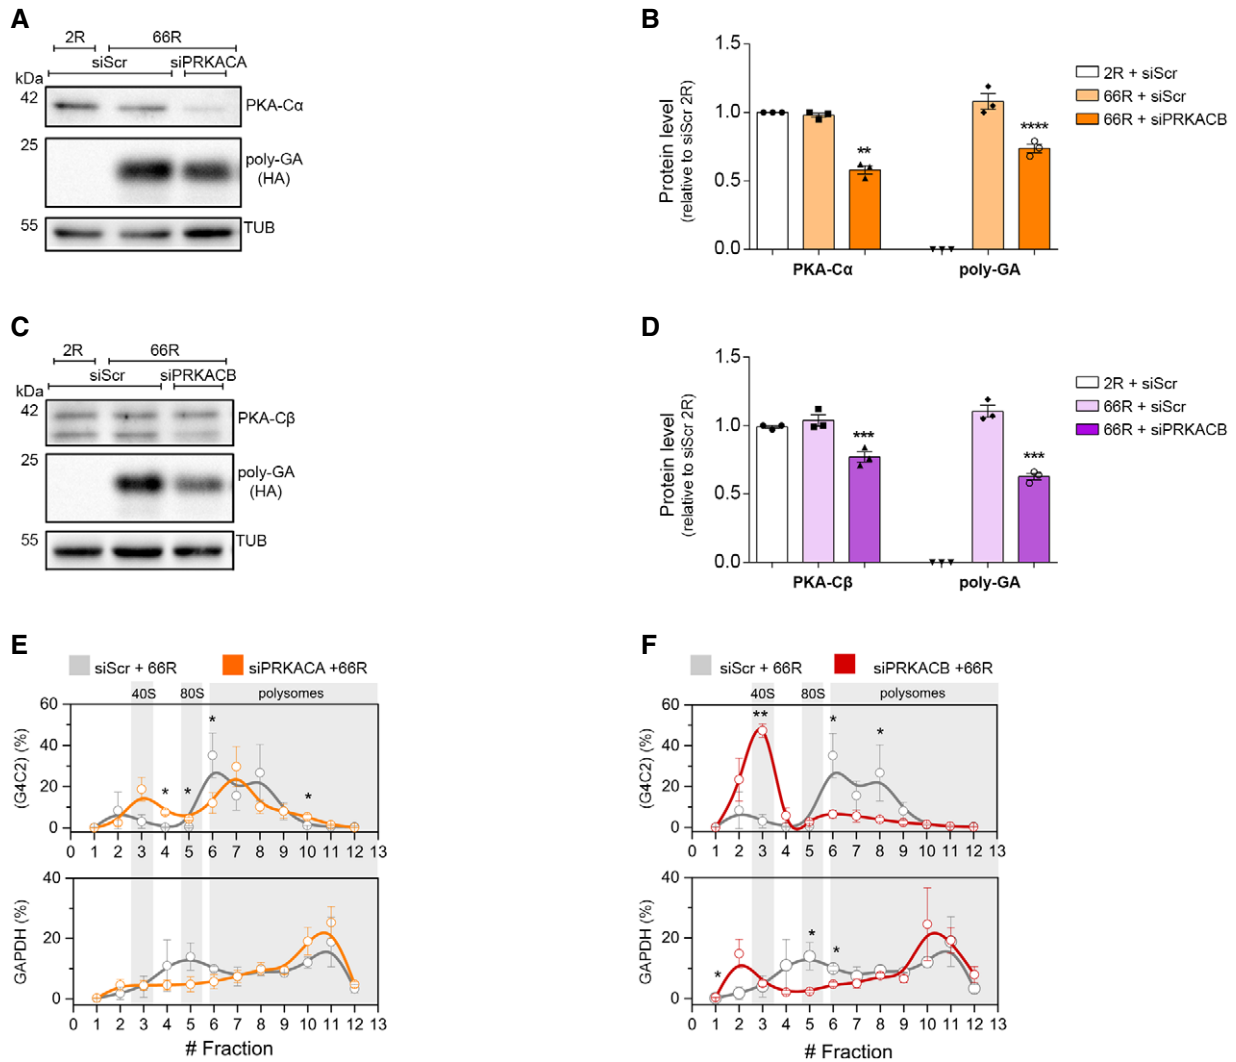 A
2R 66R
siScr siPRKACA
kDa
42 PKA-Cα
25 poly-GA
(HA)
55 TUB
B
1.5
1.0
0.5
0.0
Protein level
(relative to siScr 2R)
** ****
PKA-Cα poly-GA
2R + siScr
66R + siScr
66R + siPRKACB
C
2R 66R
siScr siPRKACB
kDa
42 PKA-Cβ
25 poly-GA
(HA)
55 TUB
D
1.5
1.0
0.5
0.0
Protein level
(relative to siScr 2R)
*** ***
PKA-Cβ poly-GA
2R + siScr
66R + siScr
66R + siPRKACB
E
siScr + 66R siPRKACA +66R
40S 80S polysomes
60
40
20
0
(G4C2) (%)
* * * *
0 1 2 3 4 5 6 7 8 9 10 11 12 13
40
20
0
GAPDH (%)
0 1 2 3 4 5 6 7 8 9 10 11 12 13
# Fraction
F
siScr + 66R siPRKACB +66R
40S 80S polysomes
60
40
20
0
(G4C2) (%)
** * *
0 1 2 3 4 5 6 7 8 9 10 11 12 13
40
20
0
GAPDH (%)
* * *
0 1 2 3 4 5 6 7 8 9 10 11 12 13
# Fraction